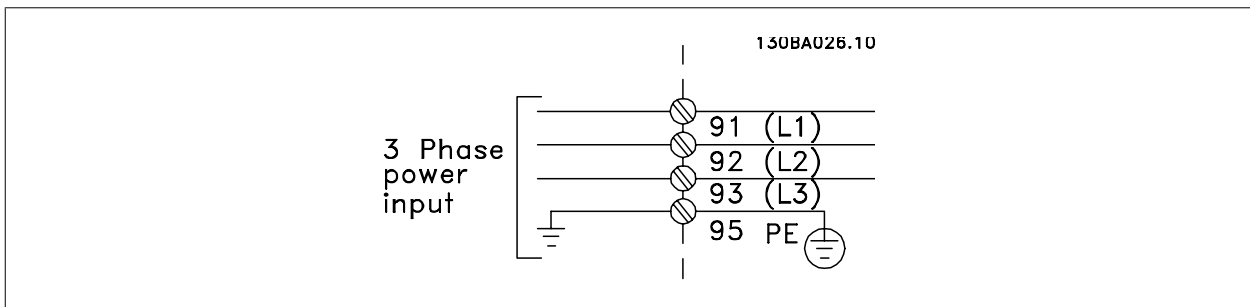 130BA026.10
3 Phase
power
input
91 (L1)
92 (L2)
93 (L3)
95 PE